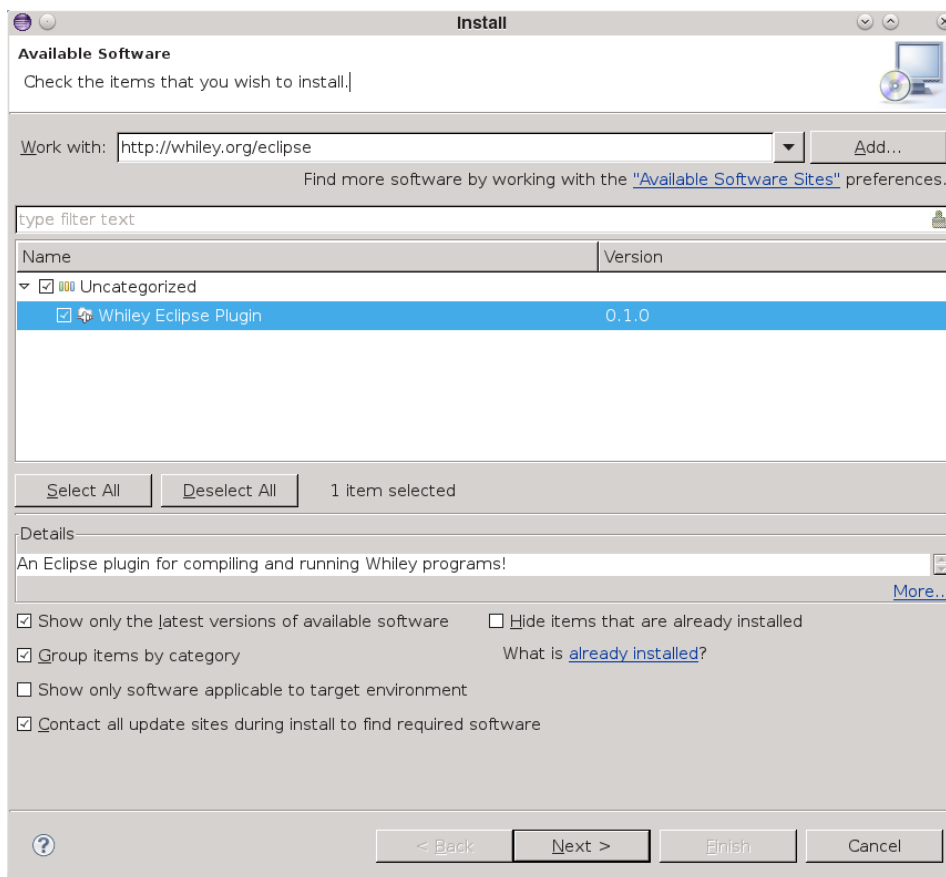 Install
Available Software
Check the items that you wish to install.
Work with: http://whiley.org/eclipse Add...
Find more software by working with the "Available Software Sites" preferences.
type filter text
Name Version
Uncategorized
Whiley Eclipse Plugin 0.1.0
Select All Deselect All 1 item selected
Details
An Eclipse plugin for compiling and running Whiley programs!
More..
Show only the latest versions of available software Hide items that are already installed
Group items by category What is already installed?
Show only software applicable to target environment
Contact all update sites during install to find required software
? < Back Next > Finish Cancel